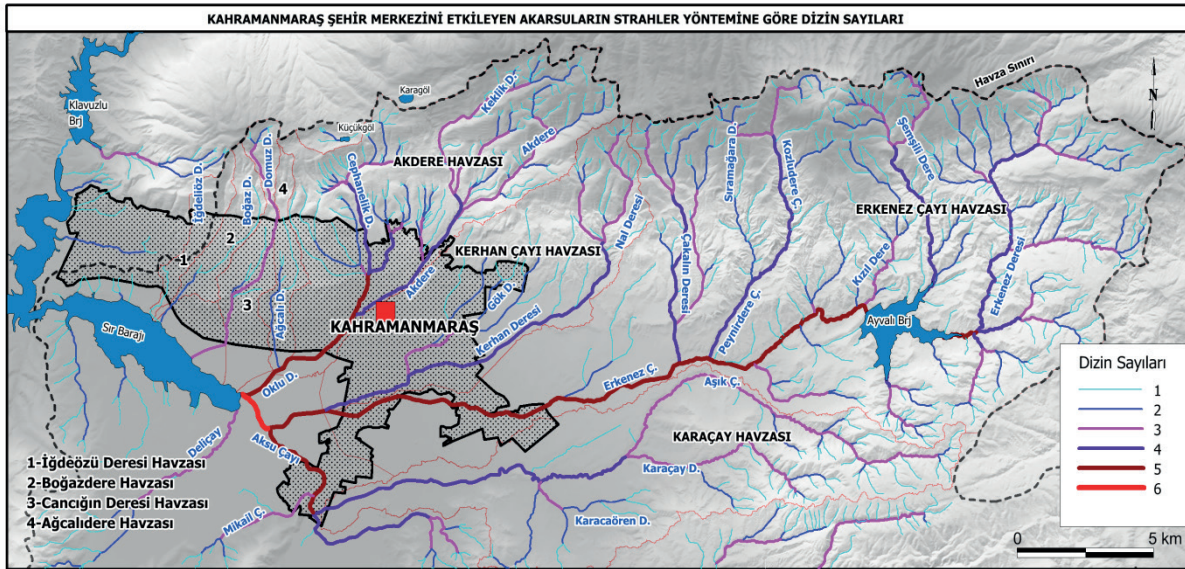 KAHRAMANMARAŞ ŞEHİR MERKEZİNİ ETKİLEYEN AKARSULARIN STRAHLER YÖNTEMİNE GÖRE DİZİN SAYILARI
Klavuzlu
Brj
Karagöl
Küçükgöl
Keklik D.
Havza Sınırı
N
AKDERE HAVZASI
Akdere
Cephanelik D.
Domuz D.
Boğaz D.
İğdeliöz D.
4
2
1
3
Sıramağara D.
Kozludere Ç.
Şemşili Dere
ERKENEZ ÇAYI HAVZASI
KERHAN ÇAYI HAVZASI
Nal Deresi
Çakalın Deresi
Kızıl Dere
Erkenez Deresi
Akdere
Gök D.
Ağcalı D.
KAHRAMANMARAŞ
Kerhan Deresi
Peynirdere Ç.
Ayvalı Brj
Sır Barajı
Oklu D.
Erkenez Ç.
Aşık Ç.
Deliçay
Aksu Çayı
KARAÇAY HAVZASI
Karaçay D.
Karacaören D.
Mikail Ç.
1-İğdeözü Deresi Havzası
2-Boğazdere Havzası
3-Cancığın Deresi Havzası
4-Ağcalıdere Havzası
Dizin Sayıları
1
2
3
4
5
6
0 5 km